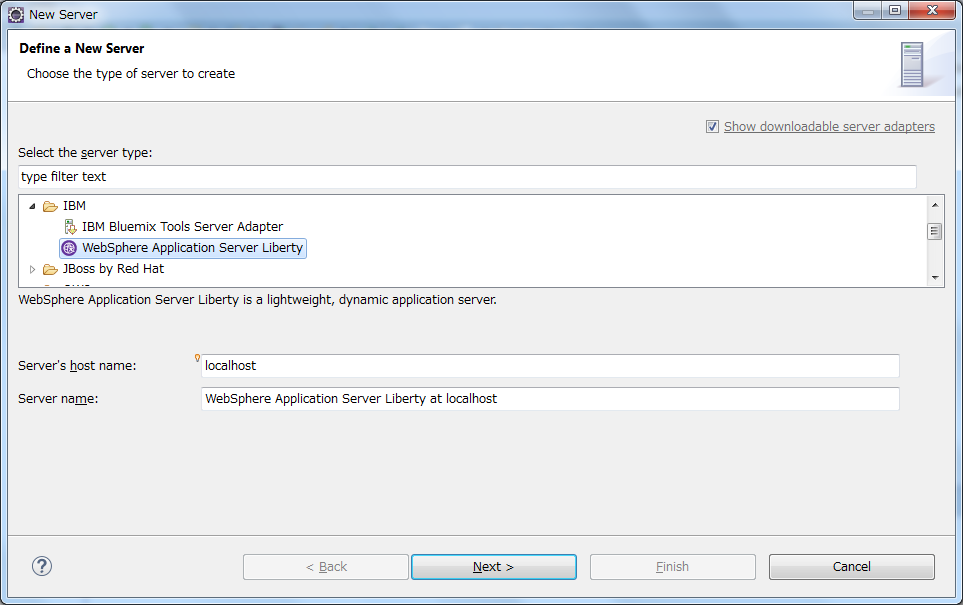 New Server
Define a New Server
Choose the type of server to create
Show downloadable server adapters
Select the server type:
type filter text
IBM
IBM Bluemix Tools Server Adapter
WebSphere Application Server Liberty
JBoss by Red Hat
WebSphere Application Server Liberty is a lightweight, dynamic application server.
Server's host name:
localhost
Server name:
WebSphere Application Server Liberty at localhost
?
< Back
Next >
Finish
Cancel